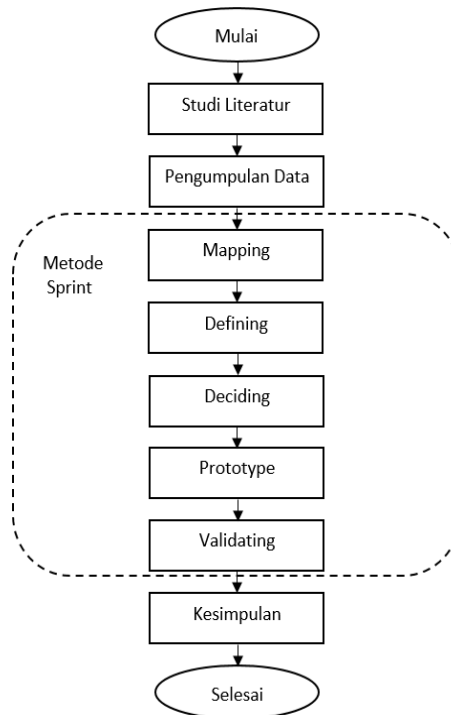 Mulai
Studi Literatur
Pengumpulan Data
Metode
Sprint
Mapping
Defining
Deciding
Prototype
Validating
Kesimpulan
Selesai